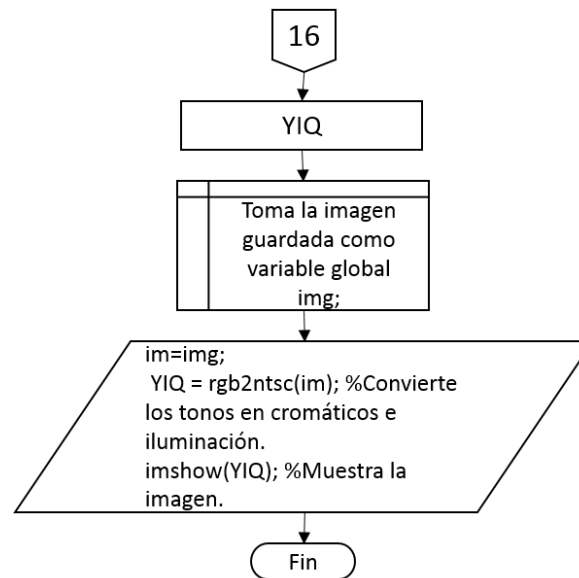 16
YIQ
Toma la imagen
guardada como
variable global
img;
im=img;
YIQ = rgb2ntsc(im); %Convierte
los tonos en cromáticos e
iluminación.
imshow(YIQ); %Muestra la
imagen.
Fin